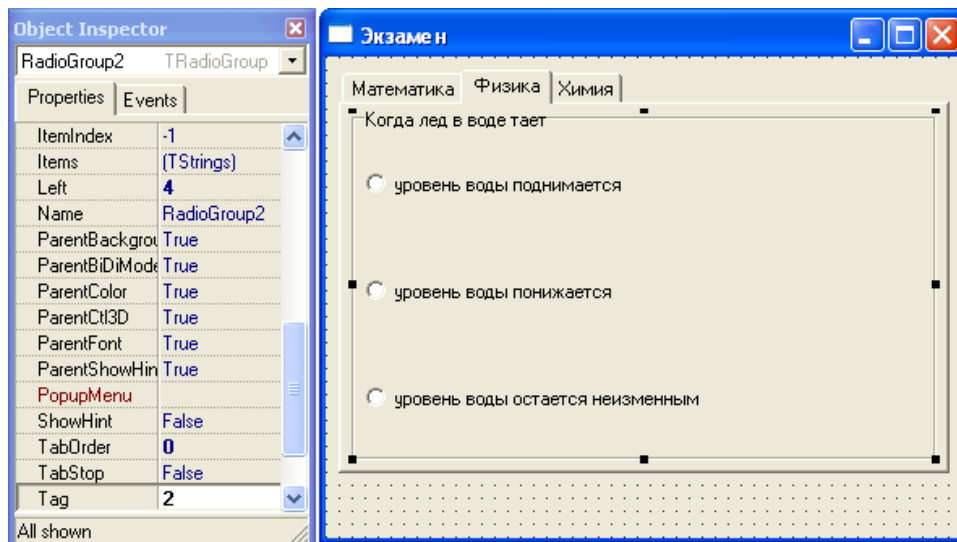 Object Inspector
RadioGroup2 TRadioGroup
Properties Events
ItemIndex -1
Items (TStrings)
Left 4
Name RadioGroup2
ParentBackgrou True
ParentBiDiMode True
ParentColor True
ParentCtl3D True
ParentFont True
ParentShowHin True
PopupMenu
ShowHint False
TabOrder 0
TabStop False
Tag 2
All shown
Экзамен
Математика Физика Химия
Когда лед в воде тает
уровень воды поднимается
уровень воды понижается
уровень воды остается неизменным